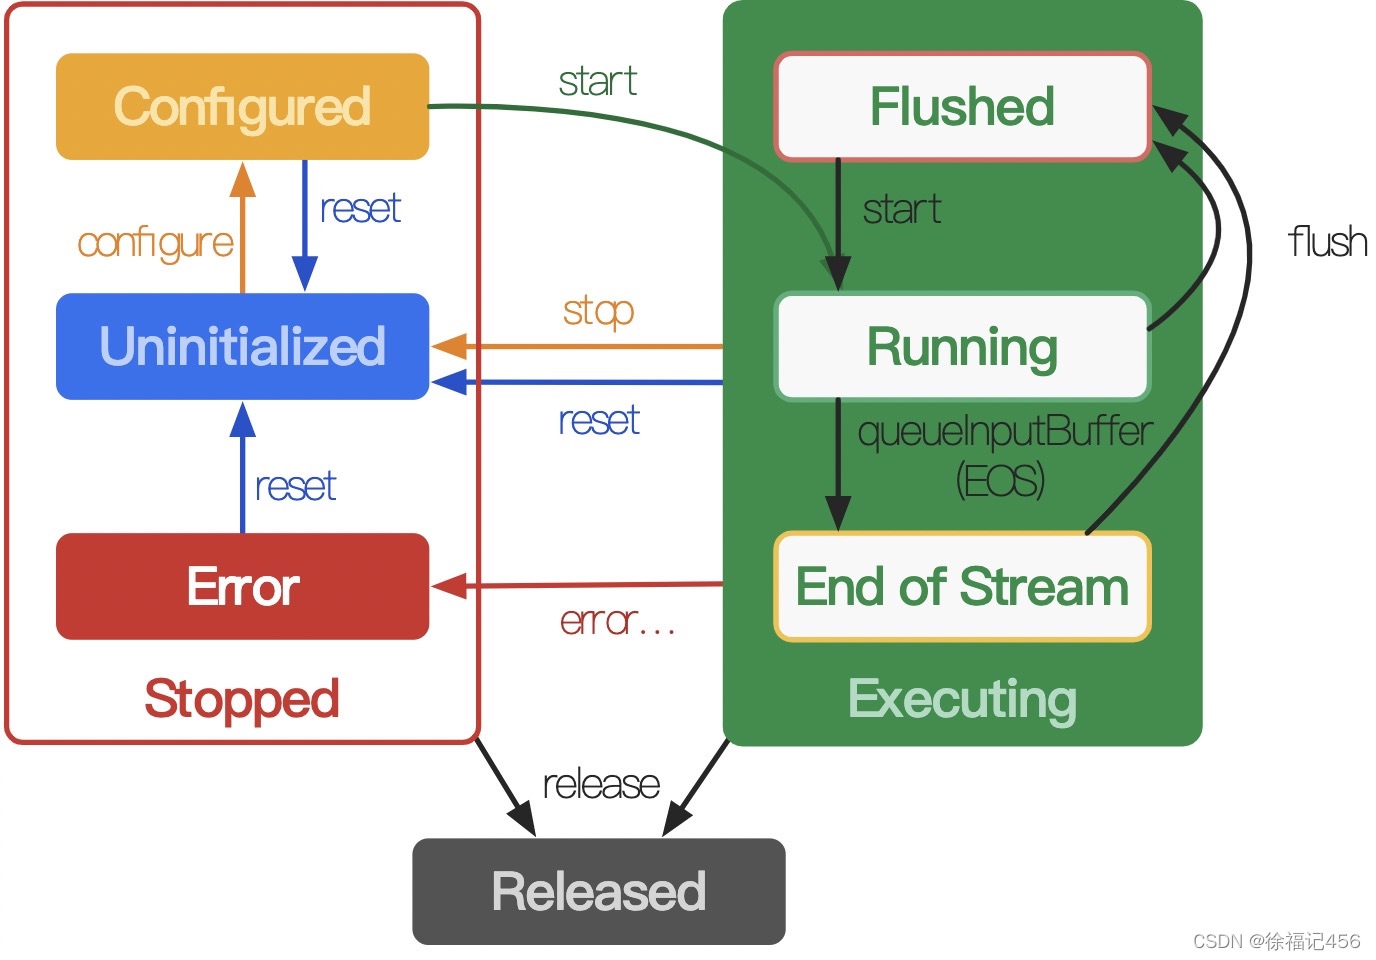 Configured
start
Flushed
reset
start
configure
flush
Uninitialized
stop
Running
reset
queueInputBuffer
(EOS)
reset
Error
End of Stream
error...
Stopped
Executing
release
Released
CSDN @徐福记456